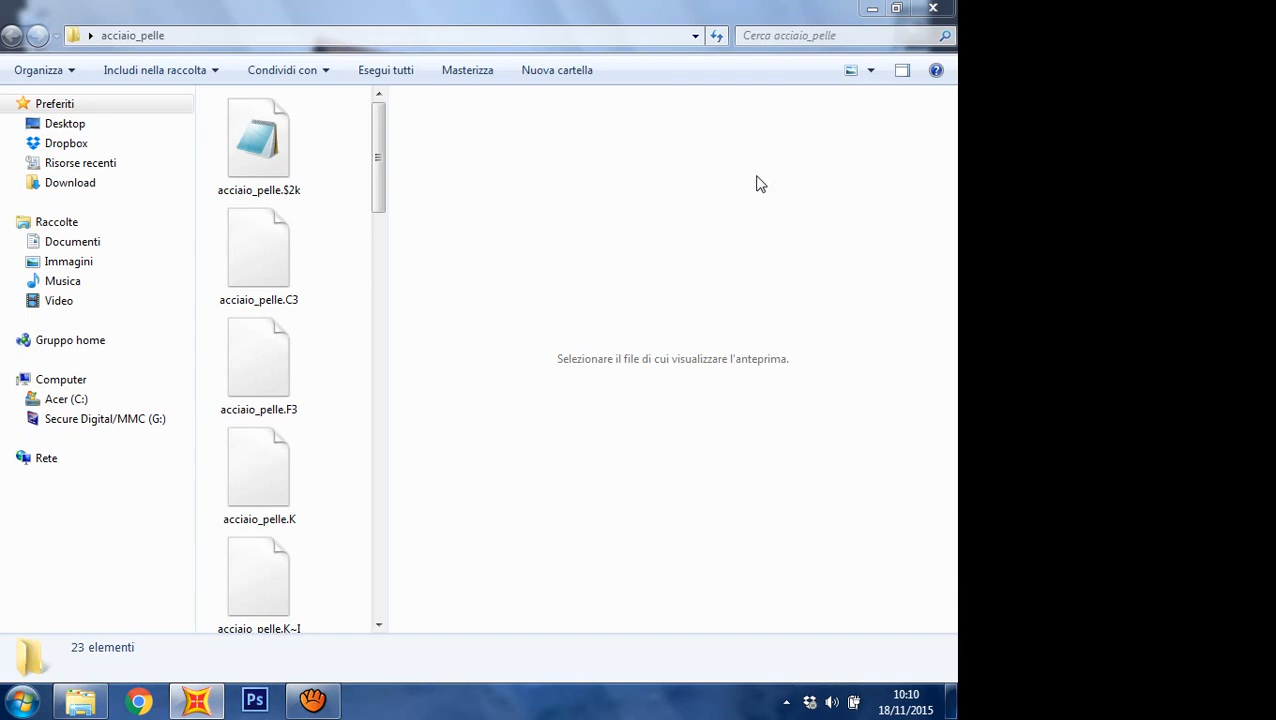 acciaio_pelle
Cerca acciaio_pelle
Organizza
Includi nella raccolta
Condividi con
Esegui tutti
Masterizza
Nuova cartella
Preferiti
Desktop
Dropbox
Risorse recenti
Download
Raccolte
Documenti
Immagini
Musica
Video
Gruppo home
Computer
Acer (C:)
Secure Digital/MMC (G:)
Rete
acciaio_pelle.$2k
acciaio_pelle.C3
acciaio_pelle.F3
acciaio_pelle.K
acciaio_pelle.K~I
Selezionare il file di cui visualizzare l'anteprima.
23 elementi
Ps
10:10
18/11/2015